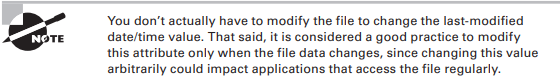 NOTE
You don’t actually have to modify the file to change the last-modified
date/time value. That said, it is considered a good practice to modify
this attribute only when the file data changes, since changing this value
arbitrarily could impact applications that access the file regularly.